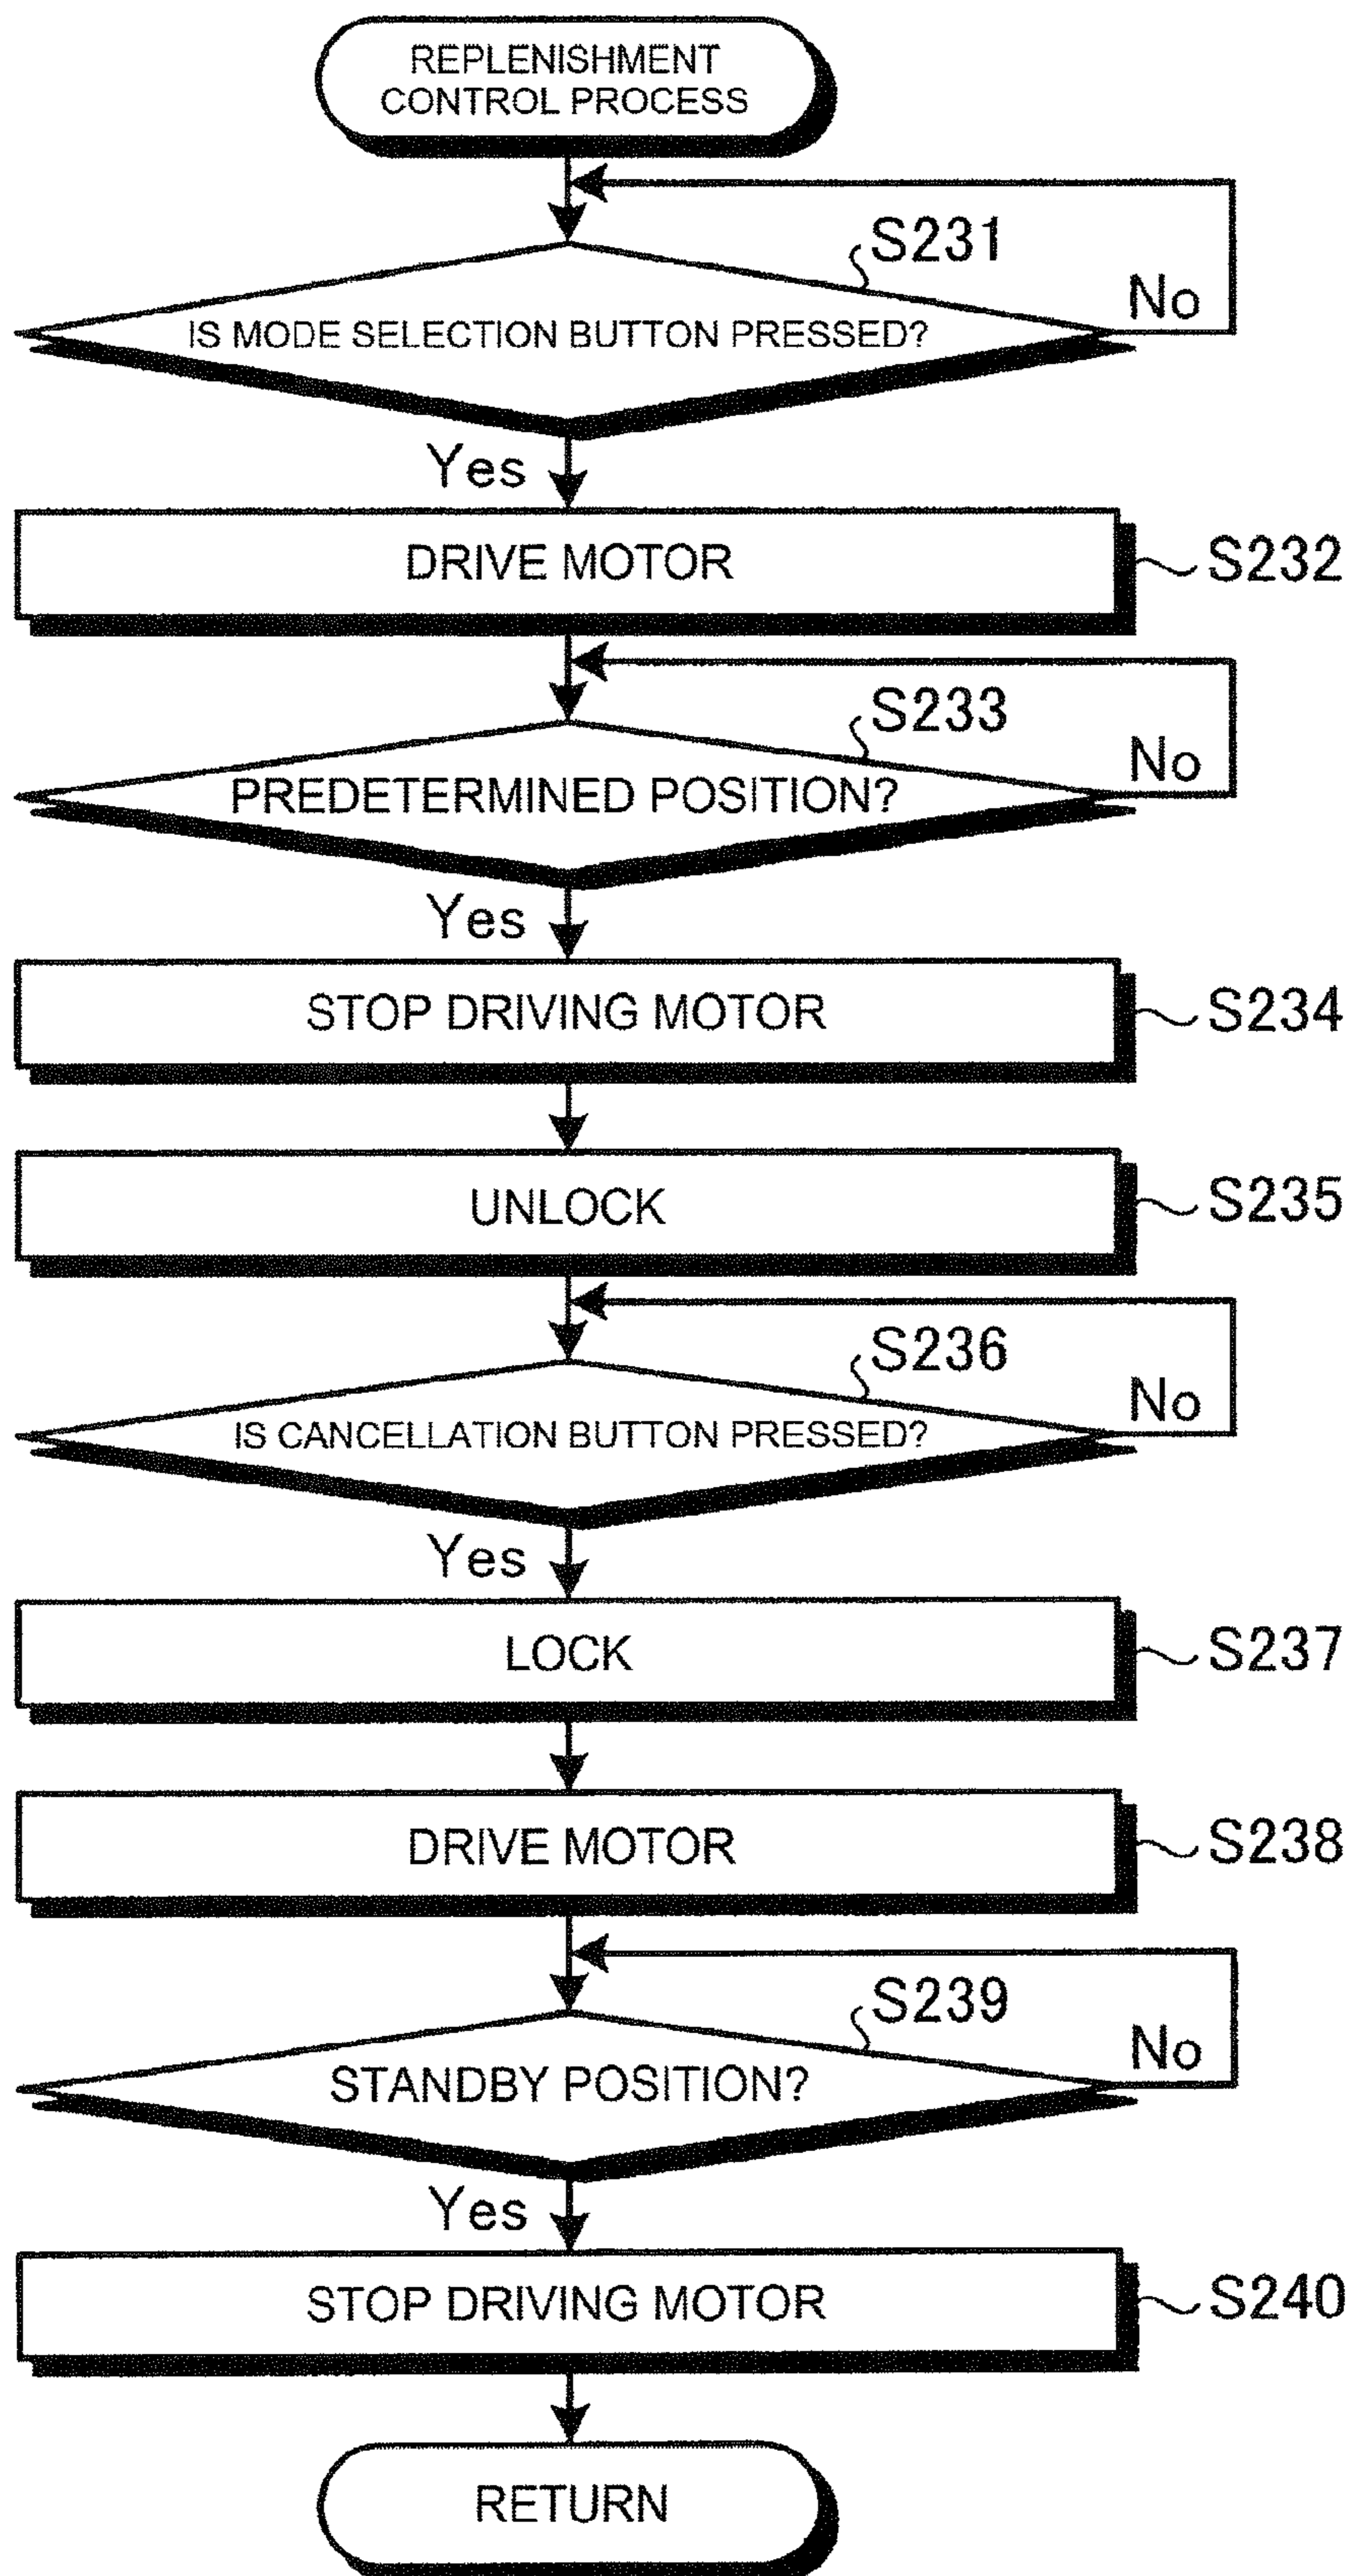 REPLENISHMENT
CONTROL PROCESS
S231
No
IS MODE SELECTION BUTTON PRESSED?
Yes
DRIVE MOTOR
S232
S233
No
PREDETERMINED POSITION?
Yes
STOP DRIVING MOTOR
S234
UNLOCK
S235
S236
No
IS CANCELLATION BUTTON PRESSED?
Yes
LOCK
S237
DRIVE MOTOR
S238
S239
No
STANDBY POSITION?
Yes
STOP DRIVING MOTOR
S240
RETURN